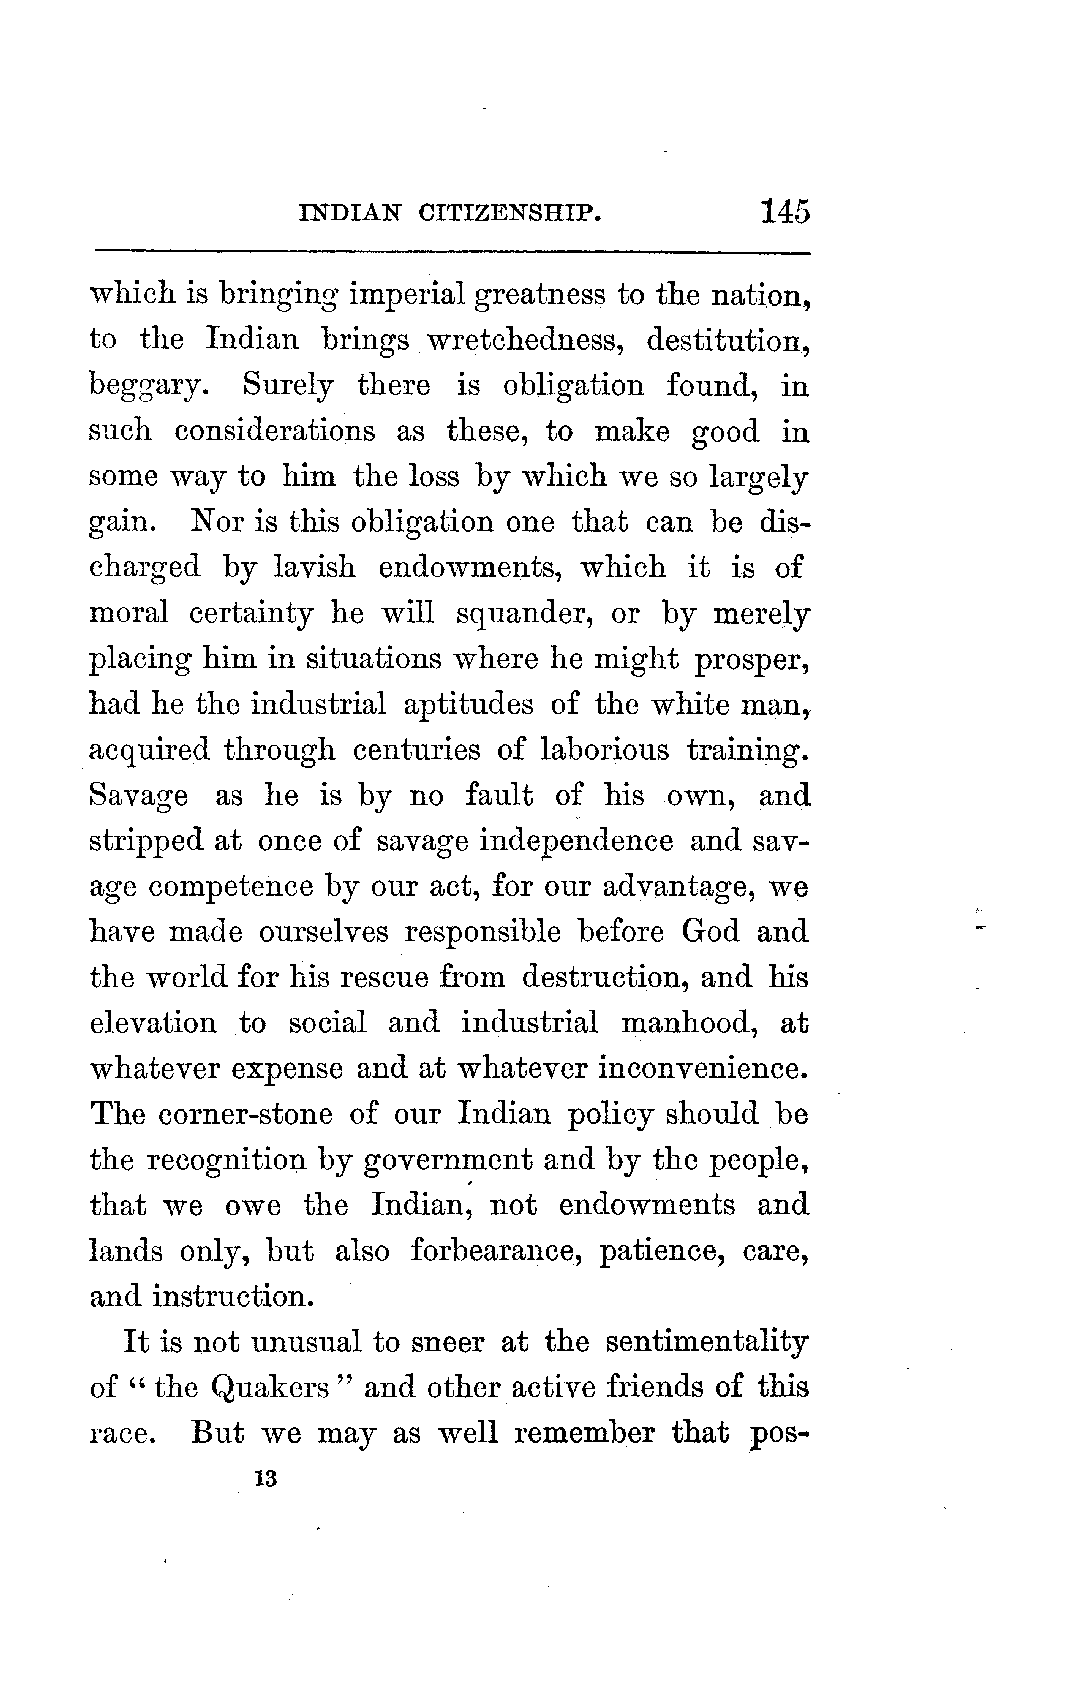 INDIAN CITIZENSHIP. 145
which is bringing imperial greatness to the nation,
to the Indian brings wretchedness, destitution,
beggary. Surely there is obligation found, in
such considerations as these, to make good in
some way to him the loss by which we so largely
gain. Nor is this obligation one that can be dis-
charged by lavish endowments, which it is of
moral certainty he will squander, or by merely
placing him in situations where he might prosper,
had he the industrial aptitudes of the white man,
acquired through centuries of laborious training.
Savage as he is by no fault of his own, and
stripped at once of savage independence and sav-
age competence by our act, for our advantage, we
have made ourselves responsible before God and
the world for his rescue from destruction, and his
elevation to social and industrial manhood, at
whatever expense and at whatever inconvenience.
The corner-stone of our Indian policy should be
the recognition by government and by the people,
that we owe the Indian, not endowments and
lands only, but also forbearance, patience, care,
and instruction.
It is not unusual to sneer at the sentimentality
of “ the Quakers ” and other active friends of this
race. But we may as well remember that pos-
13